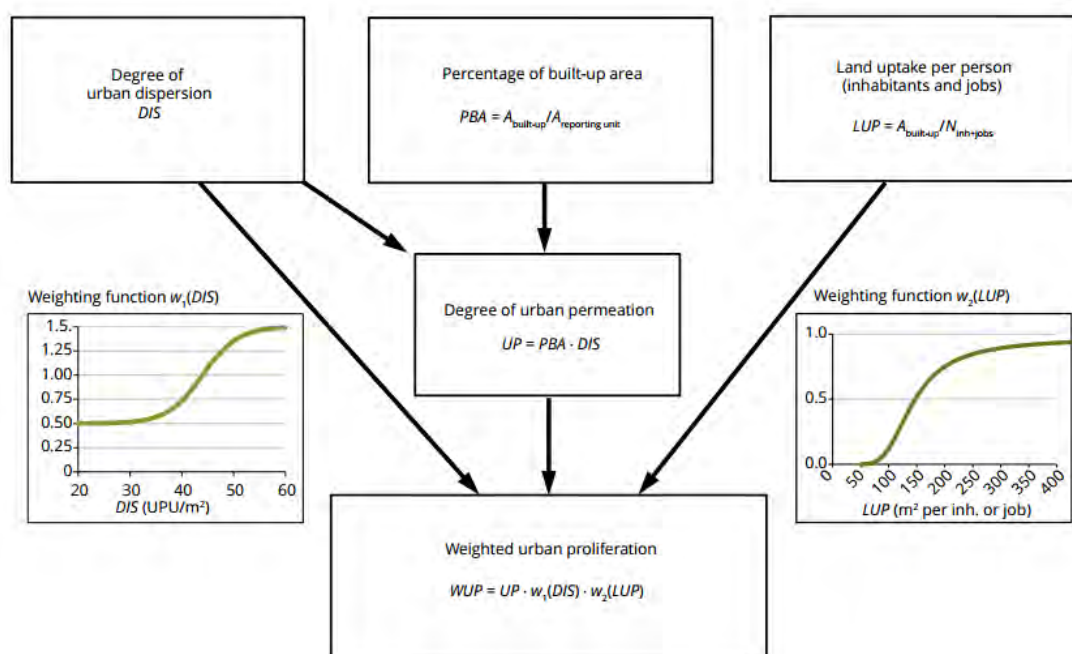 Degree of
urban dispersion
DIS
Percentage of built-up area
PBA = A built-up/A reporting unit
Land uptake per person
(inhabitants and jobs)
LUP = A built-up/N inh+jobs
Degree of urban permeation
UP = PBA · DIS
Weighting function w1(DIS)
1.5.
1.25
1.00
0.75
0.50
0.25
0
20 30 40 50 60
DIS (UPU/m²)
Weighting function w2(LUP)
1.0
0.5
0.0
0 50 100 150 200 250 300 350 400
LUP (m² per inh. or job)
Weighted urban proliferation
WUP = UP · w1(DIS) · w2(LUP)